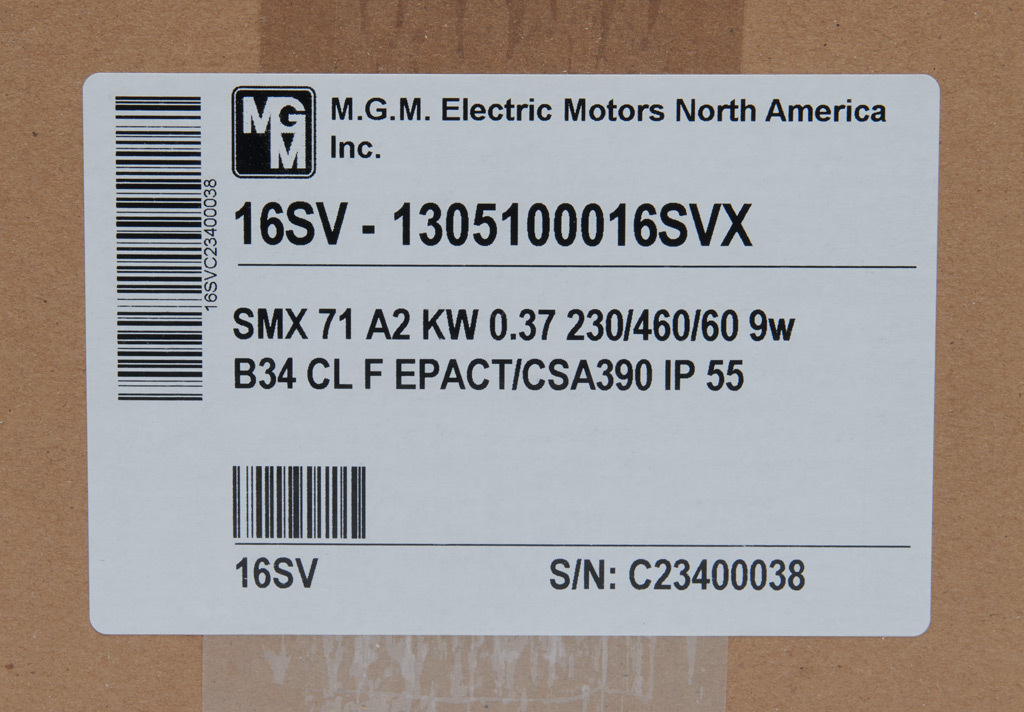 MGM
M.G.M. Electric Motors North America
Inc.
16SV - 1305100016SVX
16SVC23400038
SMX 71 A2 KW 0.37 230/460/60 9w
B34 CL F EPACT/CSA390 IP 55
16SV
S/N: C23400038